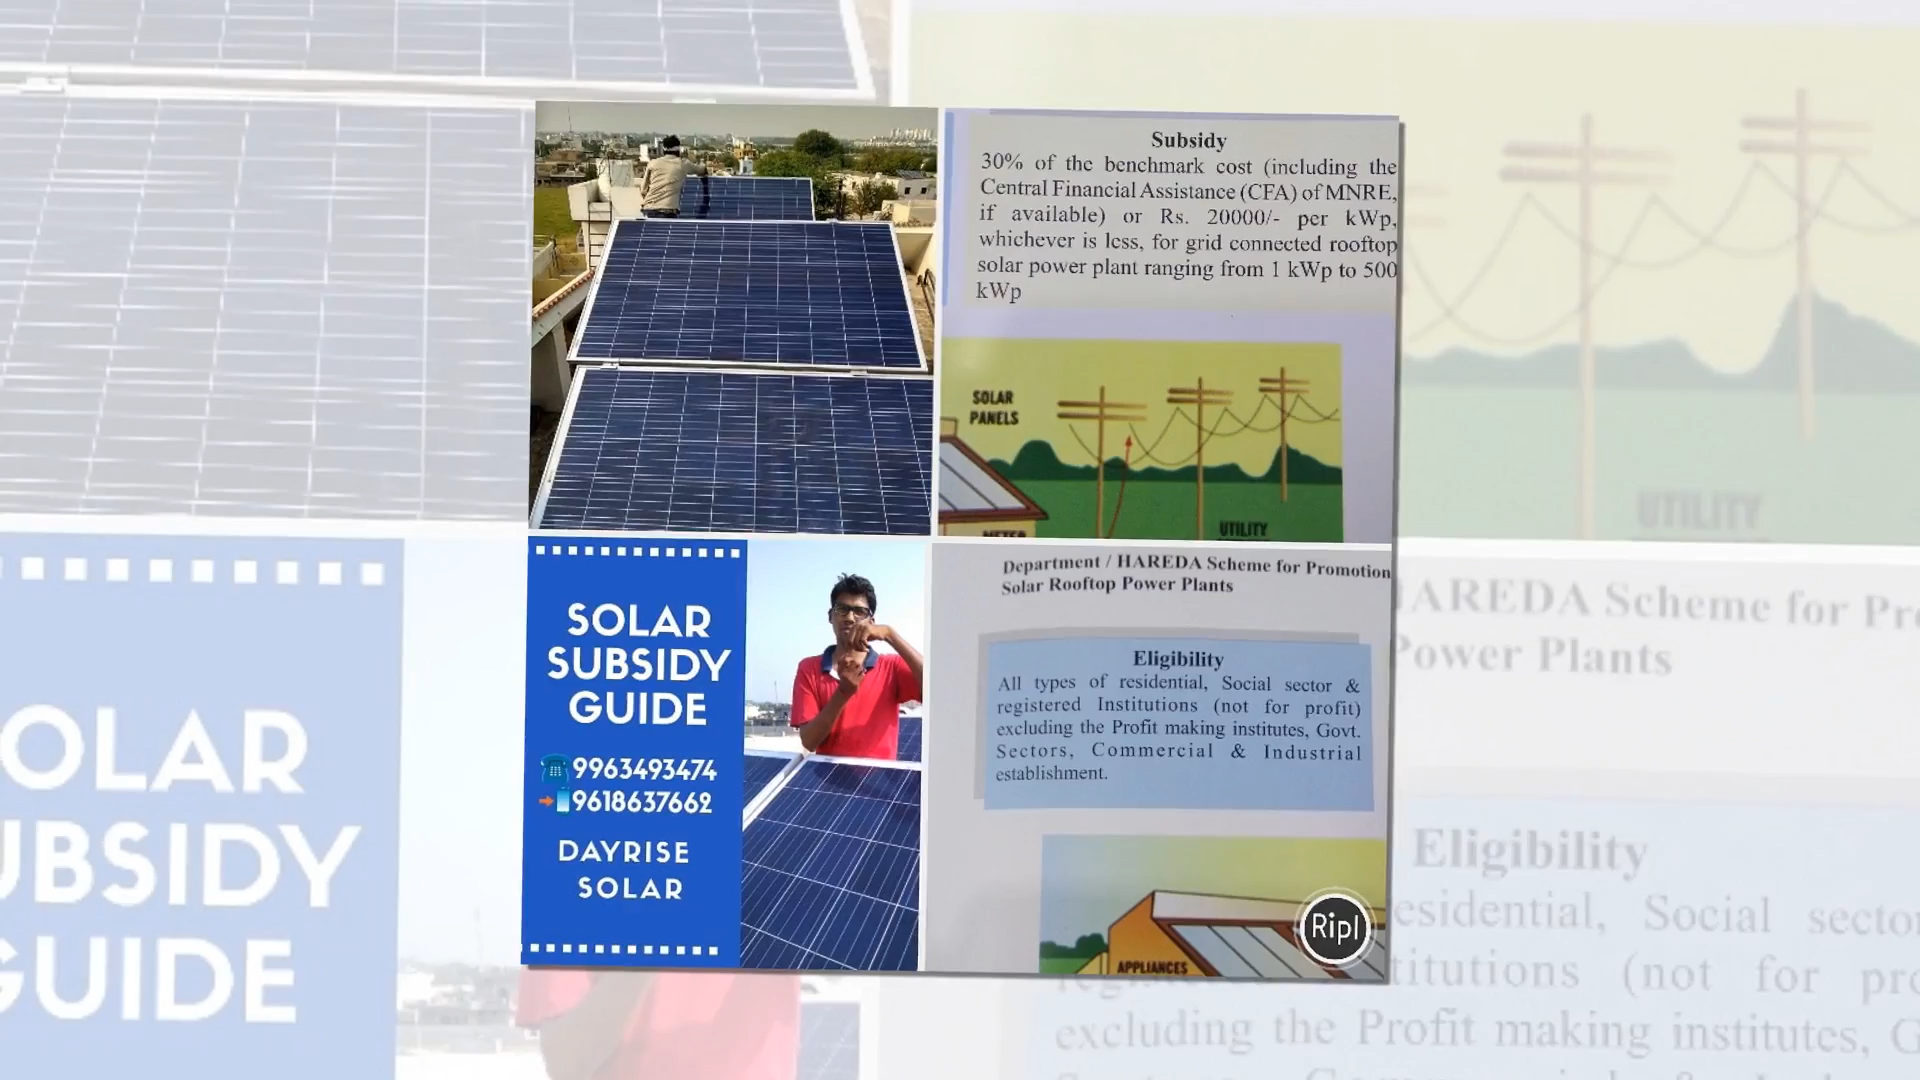 Subsidy
30% of the benchmark cost (including the
Central Financial Assistance (CFA) of MNRE,
if available) or Rs. 20000/- per kWp,
whichever is less, for grid connected rooftop
solar power plant ranging from 1 kWp to 500
kWp
SOLAR
PANELS
UTILITY
SOLAR
SUBSIDY
GUIDE
9963493474
9618637662
DAYRISE
SOLAR
Department / HAREDA Scheme for Promotion
Solar Rooftop Power Plants
Eligibility
All types of residential, Social sector &
registered Institutions (not for profit)
excluding the Profit making institutes, Govt.
Sectors, Commercial & Industrial
establishment.
APPLIANCES
Ripl
UTILITY
HAREDA Scheme for Pro
Power Plants
OLAR
UBSIDY
GUIDE
Eligibility
esidential, Social sector
titutions (not for pro
excluding the Profit making institutes, G